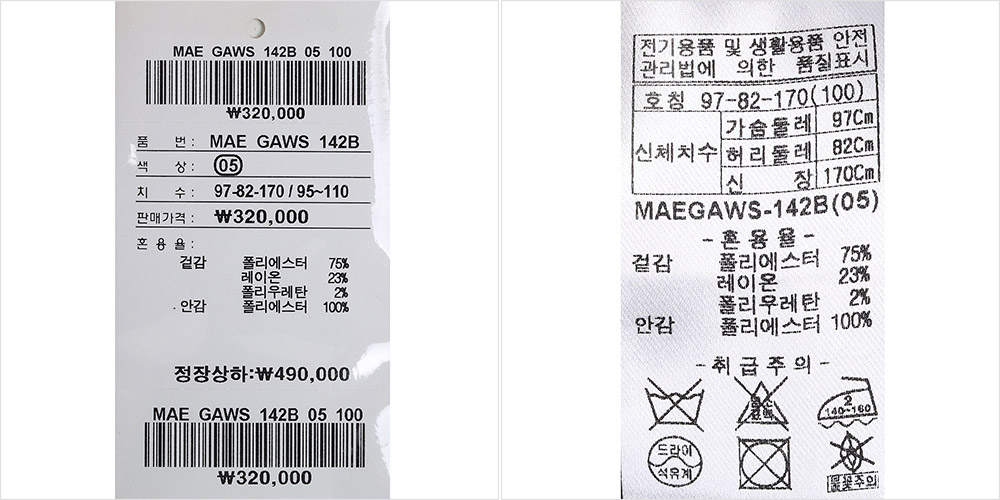 MAE GAWS 142B 05 100
₩320,000
품 번 : MAE GAWS 142B
색 상 : 05
치 수 : 97-82-170 / 95~110
판매가격 : ₩320,000
혼 용 율 :
겉감 폴리에스터 75%
레이온 23%
폴리우레탄 2%
안감 폴리에스터 100%
정장상하:₩490,000
MAE GAWS 142B 05 100
₩320,000
전기용품 및 생활용품 안전
관리법에 의한 품질표시
호칭 97-82-170(100)
신체치수
가슴둘레 97Cm
허리둘레 82Cm
신 장 170Cm
MAEGAWS-142B(05)
-혼용율-
겉감 폴리에스터 75%
레이온 23%
폴리우레탄 2%
안감 폴리에스터 100%
-취급주의-
2
140~160
드라이
석유계
불꽃주의